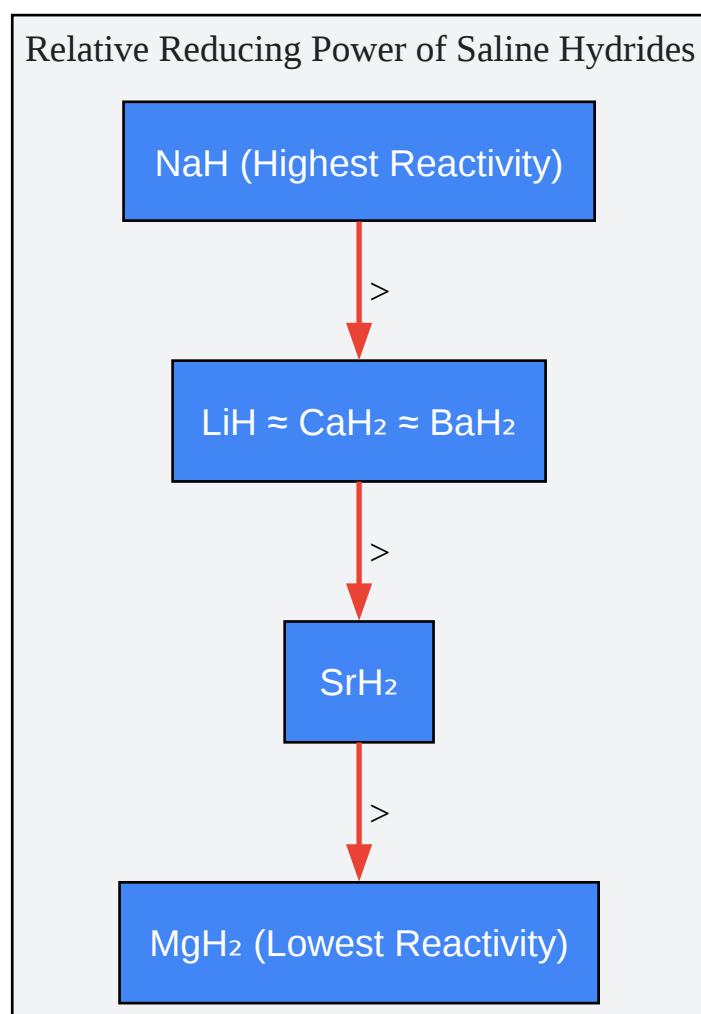 Relative Reducing Power of Saline Hydrides
NaH (Highest Reactivity)
>
LiH ≈ CaH₂ ≈ BaH₂
>
SrH₂
>
MgH₂ (Lowest Reactivity)